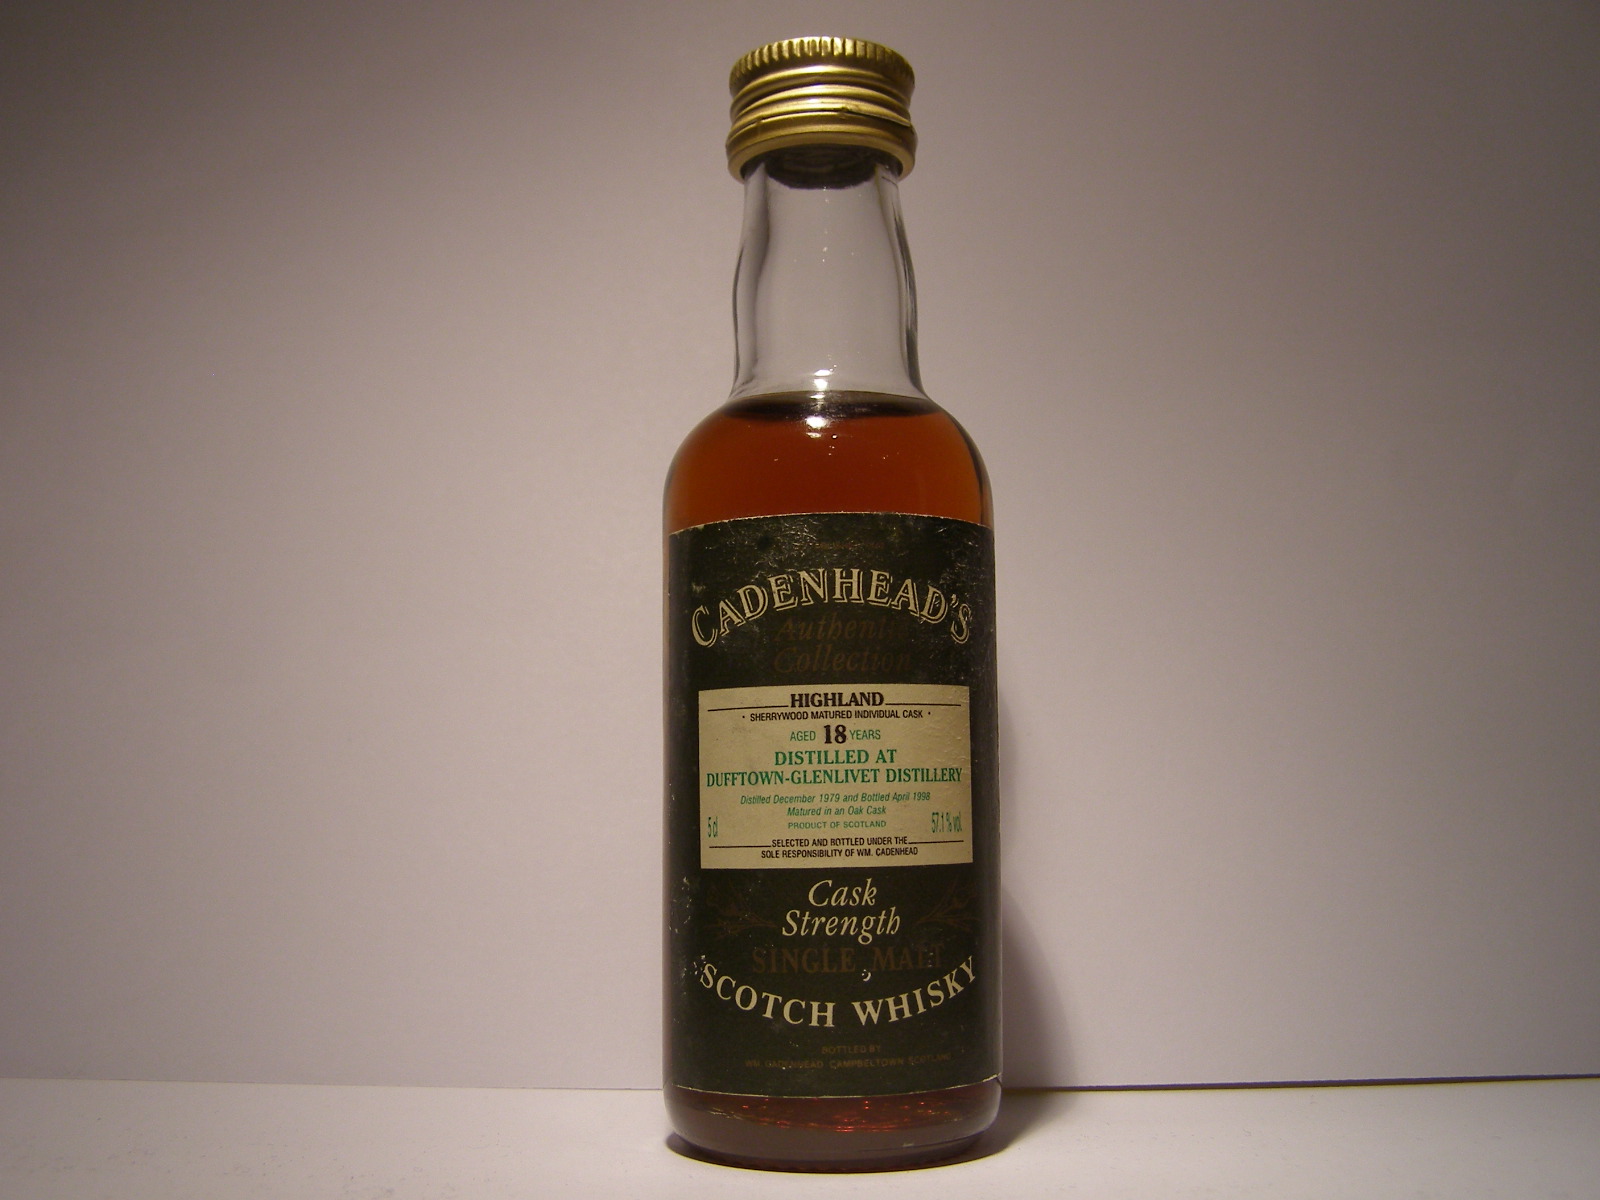 CADENHEAD'S
Authentic
Collection
HIGHLAND
· SHERRYWOOD MATURED INDIVIDUAL CASK ·
AGED 18 YEARS
DISTILLED AT
DUFFTOWN-GLENLIVET DISTILLERY
Distilled December 1979 and Bottled April 1998
Matured in an Oak Cask
5 cl PRODUCT OF SCOTLAND 57.1% vol
SELECTED AND BOTTLED UNDER THE
SOLE RESPONSIBILITY OF WM. CADENHEAD
Cask
Strength
SINGLE MALT
SCOTCH WHISKY
BOTTLED BY
WM. CADENHEAD, CAMPBELTOWN SCOTLAND